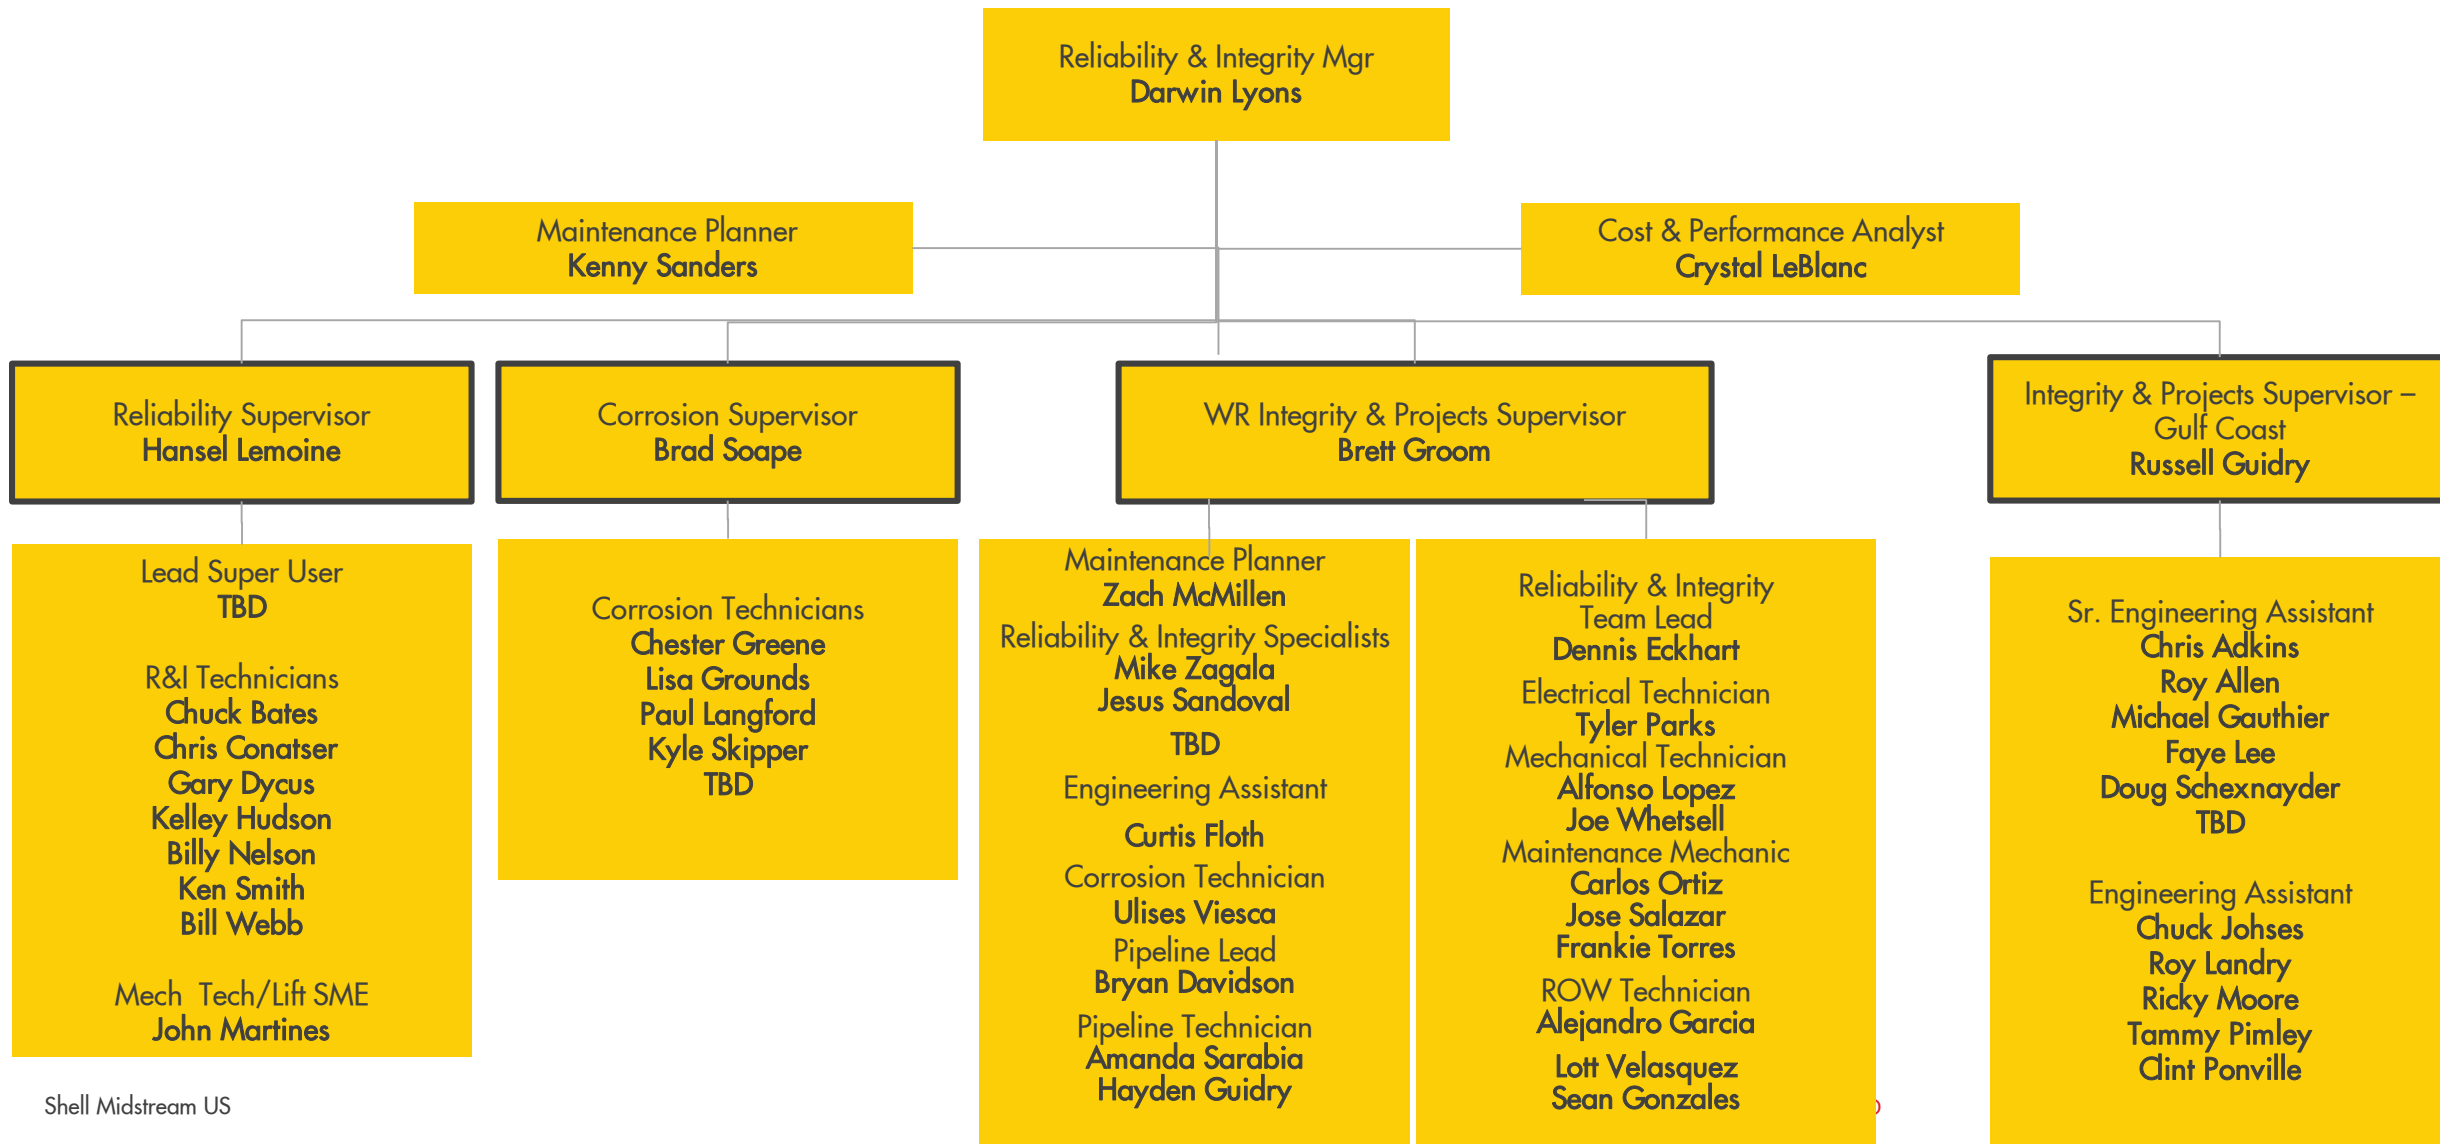 Reliability & Integrity Mgr
Darwin Lyons
Maintenance Planner
Kenny Sanders
Cost & Performance Analyst
Crystal LeBlanc
Reliability Supervisor
Hansel Lemoine
Corrosion Supervisor
Brad Soape
WR Integrity & Projects Supervisor
Brett Groom
Integrity & Projects Supervisor –
Gulf Coast
Russell Guidry
Lead Super User
TBD
R&I Technicians
Chuck Bates
Chris Conatser
Gary Dycus
Kelley Hudson
Billy Nelson
Ken Smith
Bill Webb
Mech Tech/Lift SME
John Martines
Corrosion Technicians
Chester Greene
Lisa Grounds
Paul Langford
Kyle Skipper
TBD
Maintenance Planner
Zach McMillen
Reliability & Integrity Specialists
Mike Zagala
Jesus Sandoval
TBD
Engineering Assistant
Curtis Floth
Corrosion Technician
Ulises Viesca
Pipeline Lead
Bryan Davidson
Pipeline Technician
Amanda Sarabia
Hayden Guidry
Reliability & Integrity
Team Lead
Dennis Eckhart
Electrical Technician
Tyler Parks
Mechanical Technician
Alfonso Lopez
Joe Whetsell
Maintenance Mechanic
Carlos Ortiz
Jose Salazar
Frankie Torres
ROW Technician
Alejandro Garcia
Lott Velasquez
Sean Gonzales
Sr. Engineering Assistant
Chris Adkins
Roy Allen
Michael Gauthier
Faye Lee
Doug Schexnayder
TBD
Engineering Assistant
Chuck Johses
Roy Landry
Ricky Moore
Tammy Pimley
Clint Ponville
Shell Midstream US